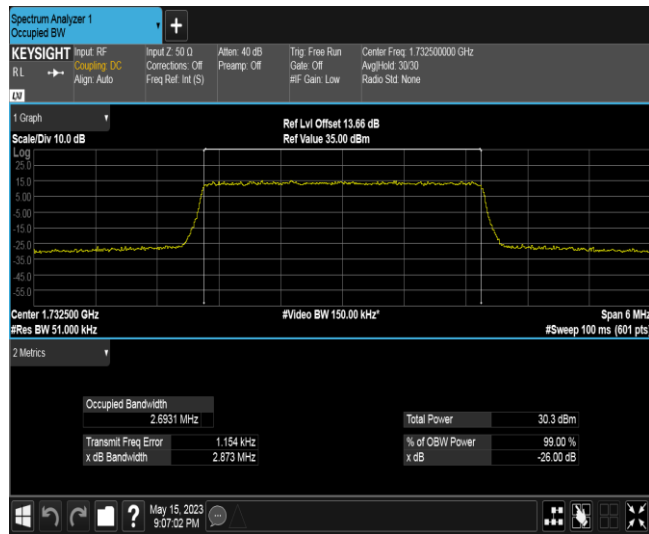 Spectrum Analyzer 1
Occupied BW
+
KEYSIGHT Input: RF Input Z: 50 Ω Atten: 40 dB Trig: Free Run Center Freq: 1.732500000 GHz
RL Coupling: DC Corrections: Off Preamp: Off Gate: Off Avg|Hold: 30/30
Align: Auto Freq Ref: Int (S) #IF Gain: Low Radio Std: None
LXI
1 Graph
Ref Lvl Offset 13.66 dB
Scale/Div 10.0 dB Ref Value 35.00 dBm
Log
25.0
15.0
5.00
-5.00
-15.0
-25.0
-35.0
-45.0
-55.0
Center 1.732500 GHz #Video BW 150.00 kHz* Span 6 MHz
#Res BW 51.000 kHz #Sweep 100 ms (601 pts)
2 Metrics
Occupied Bandwidth
2.6931 MHz Total Power 30.3 dBm
Transmit Freq Error 1.154 kHz % of OBW Power 99.00 %
x dB Bandwidth 2.873 MHz x dB -26.00 dB
? May 15, 2023
9:07:02 PM